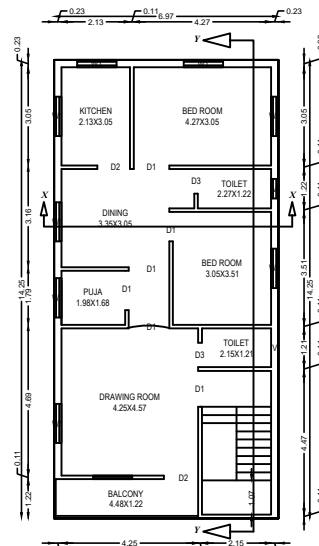 0.23 0.11 0.23
6.97
2.13 4.27
Y
0.23
KITCHEN
2.13X3.05
BED ROOM
4.27X3.05
3.05
3.05
D2 D1
D3
TOILET
2.27X1.22
1.22
X
X
DINING
3.35X3.05
3.16
D1
BED ROOM
3.05X3.51
3.51
14.25
14.25
D1
PUJA
1.98X1.68
D1
1.79
D1
TOILET
2.15X1.21
V
1.21
D3
DRAWING ROOM
4.25X4.57
D1
4.69
4.47
0.11
D2
BALCONY
4.48X1.22
1.22
1.07
Y
4.25 2.15